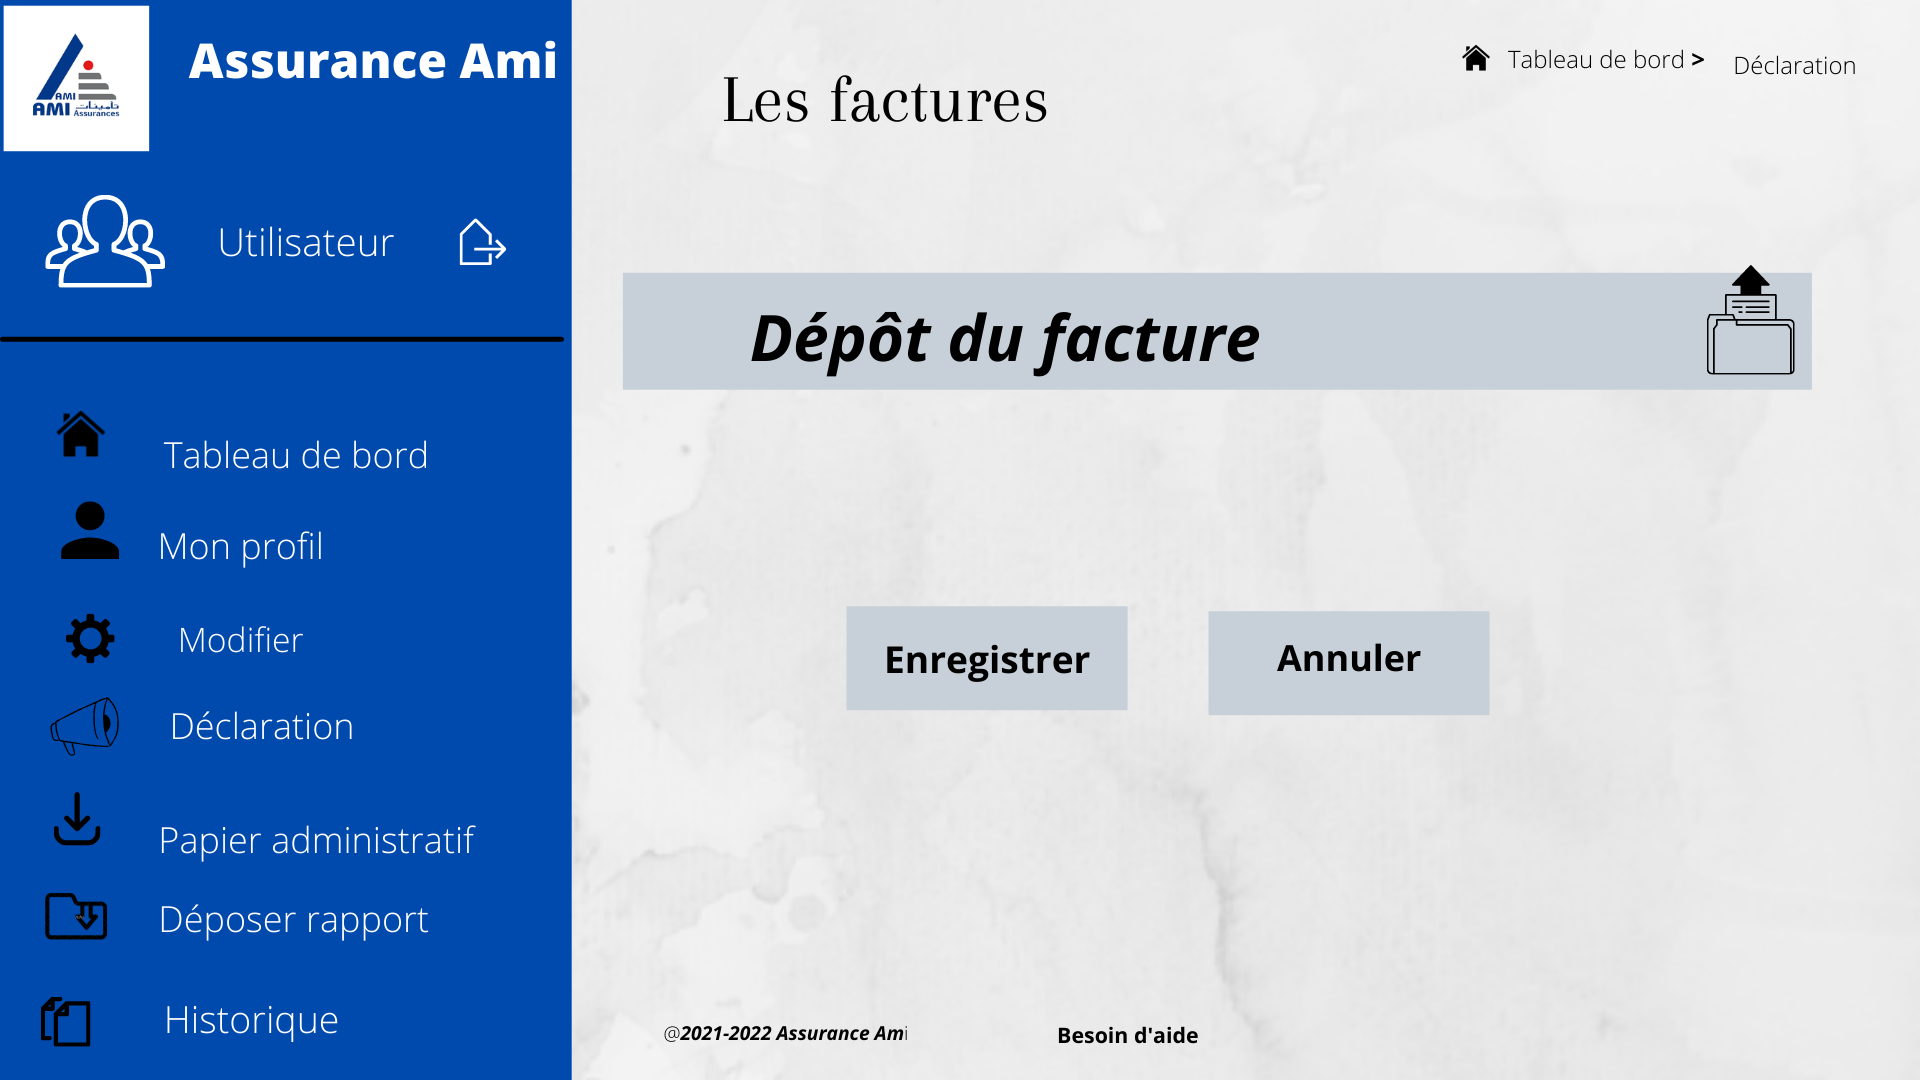 AMI
AMI تأمينات
Assurances
Assurance Ami
Utilisateur
Tableau de bord
Mon profil
Modifier
Déclaration
Papier administratif
Déposer rapport
Historique
Tableau de bord >
Déclaration
Les factures
Dépôt du facture
Enregistrer
Annuler
@2021-2022 Assurance Ami
Besoin d'aide